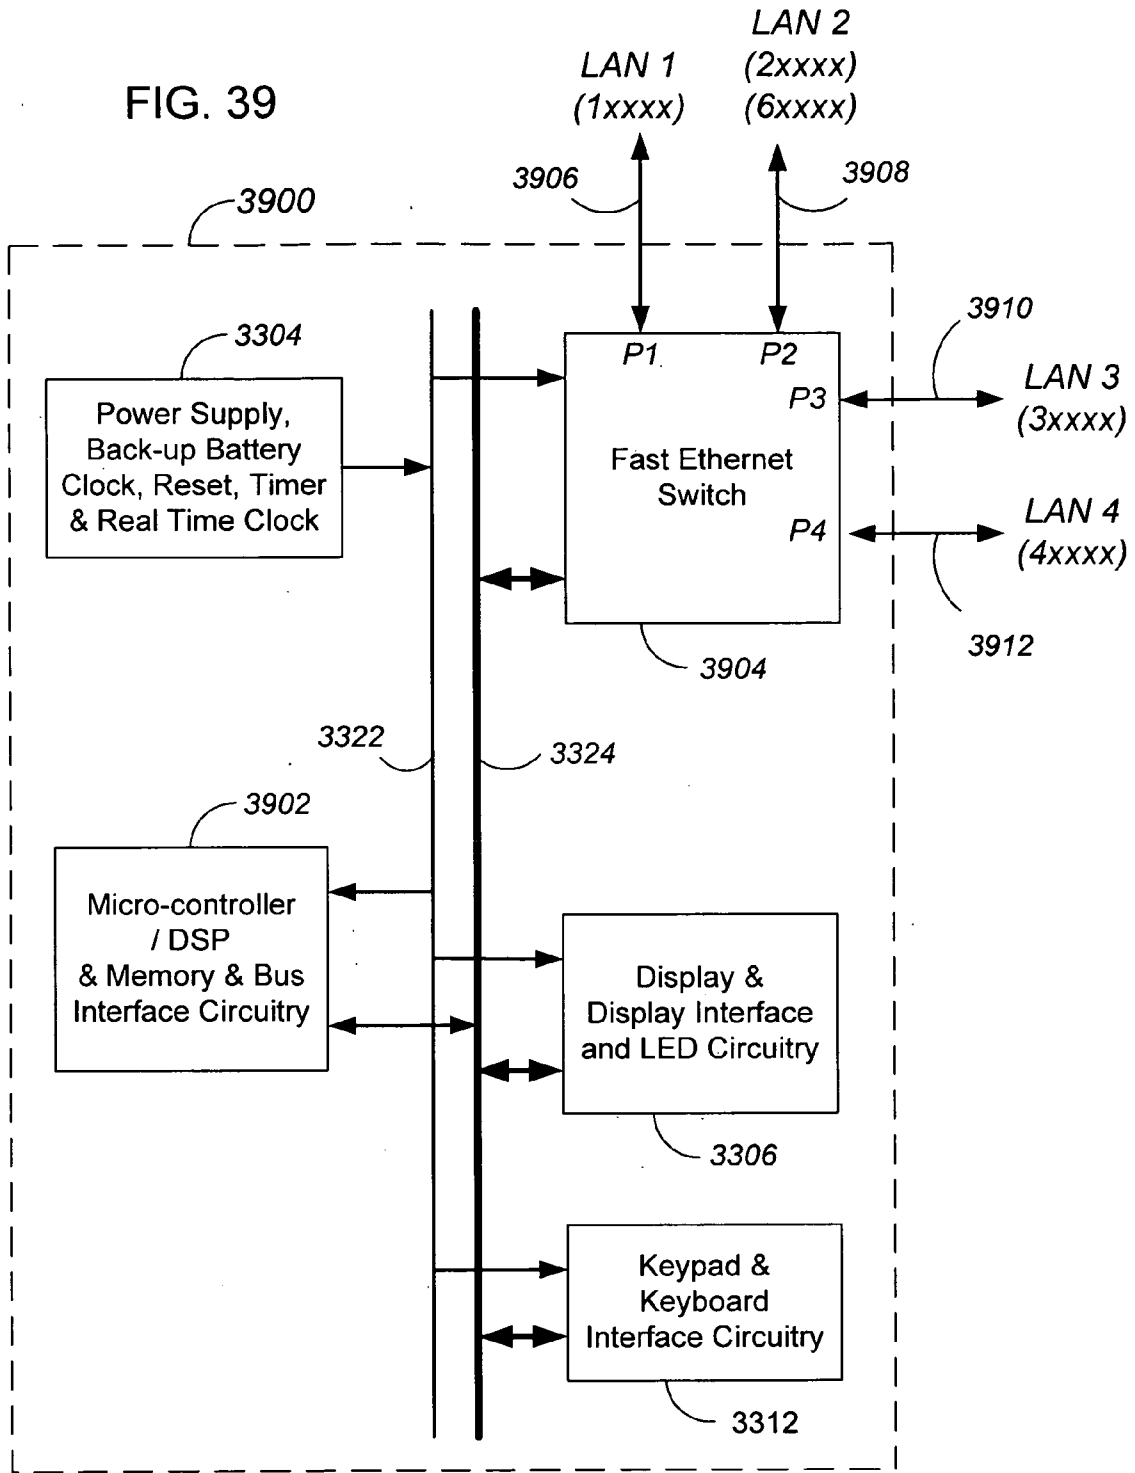 LAN 2
LAN 1
(2xxxx)
(1xxxx)
(6xxxx)
FIG. 39
3906
3908
3900
3304
3910
P1
P2
LAN 3
P3
(3xxxx)
Power Supply,
Back-up Battery
Clock, Reset, Timer
& Real Time Clock
Fast Ethernet
Switch
LAN 4
P4
(4xxxx)
3912
3904
3322
3324
3902
Micro-controller
/ DSP
& Memory & Bus
Interface Circuitry
Display &
Display Interface
and LED Circuitry
3306
Keypad &
Keyboard
Interface Circuitry
3312